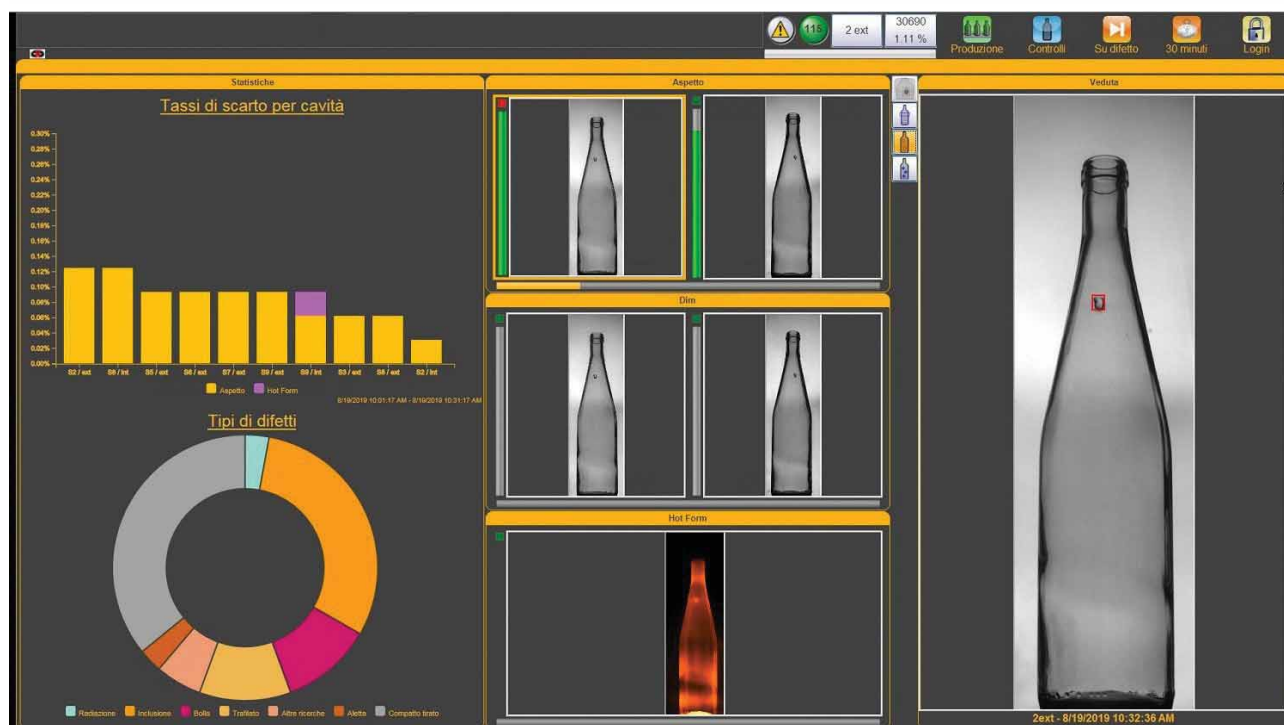 115
2 ext
30690
1.11 %
Produzione
Controlli
Su difetto
30 minuti
Login
Statistiche
Tassi di scarto per cavità
0.30%
0.28%
0.26%
0.24%
0.22%
0.20%
0.18%
0.16%
0.14%
0.12%
0.10%
0.08%
0.06%
0.04%
0.02%
0.00%
S2 / ext
S8 / int
S5 / ext
S6 / ext
S7 / ext
S9 / ext
S9 / int
S3 / ext
S8 / ext
S2 / int
Aspetto
Hot Form
8/19/2019 10:01:17 AM - 8/19/2019 10:31:17 AM
Tipi di difetti
Radiazione
Inclusione
Bolla
Trafilato
Altre ricerche
Aletta
Compatto tirato
Aspetto
Dim
Hot Form
Veduta
2ext - 8/19/2019 10:32:36 AM